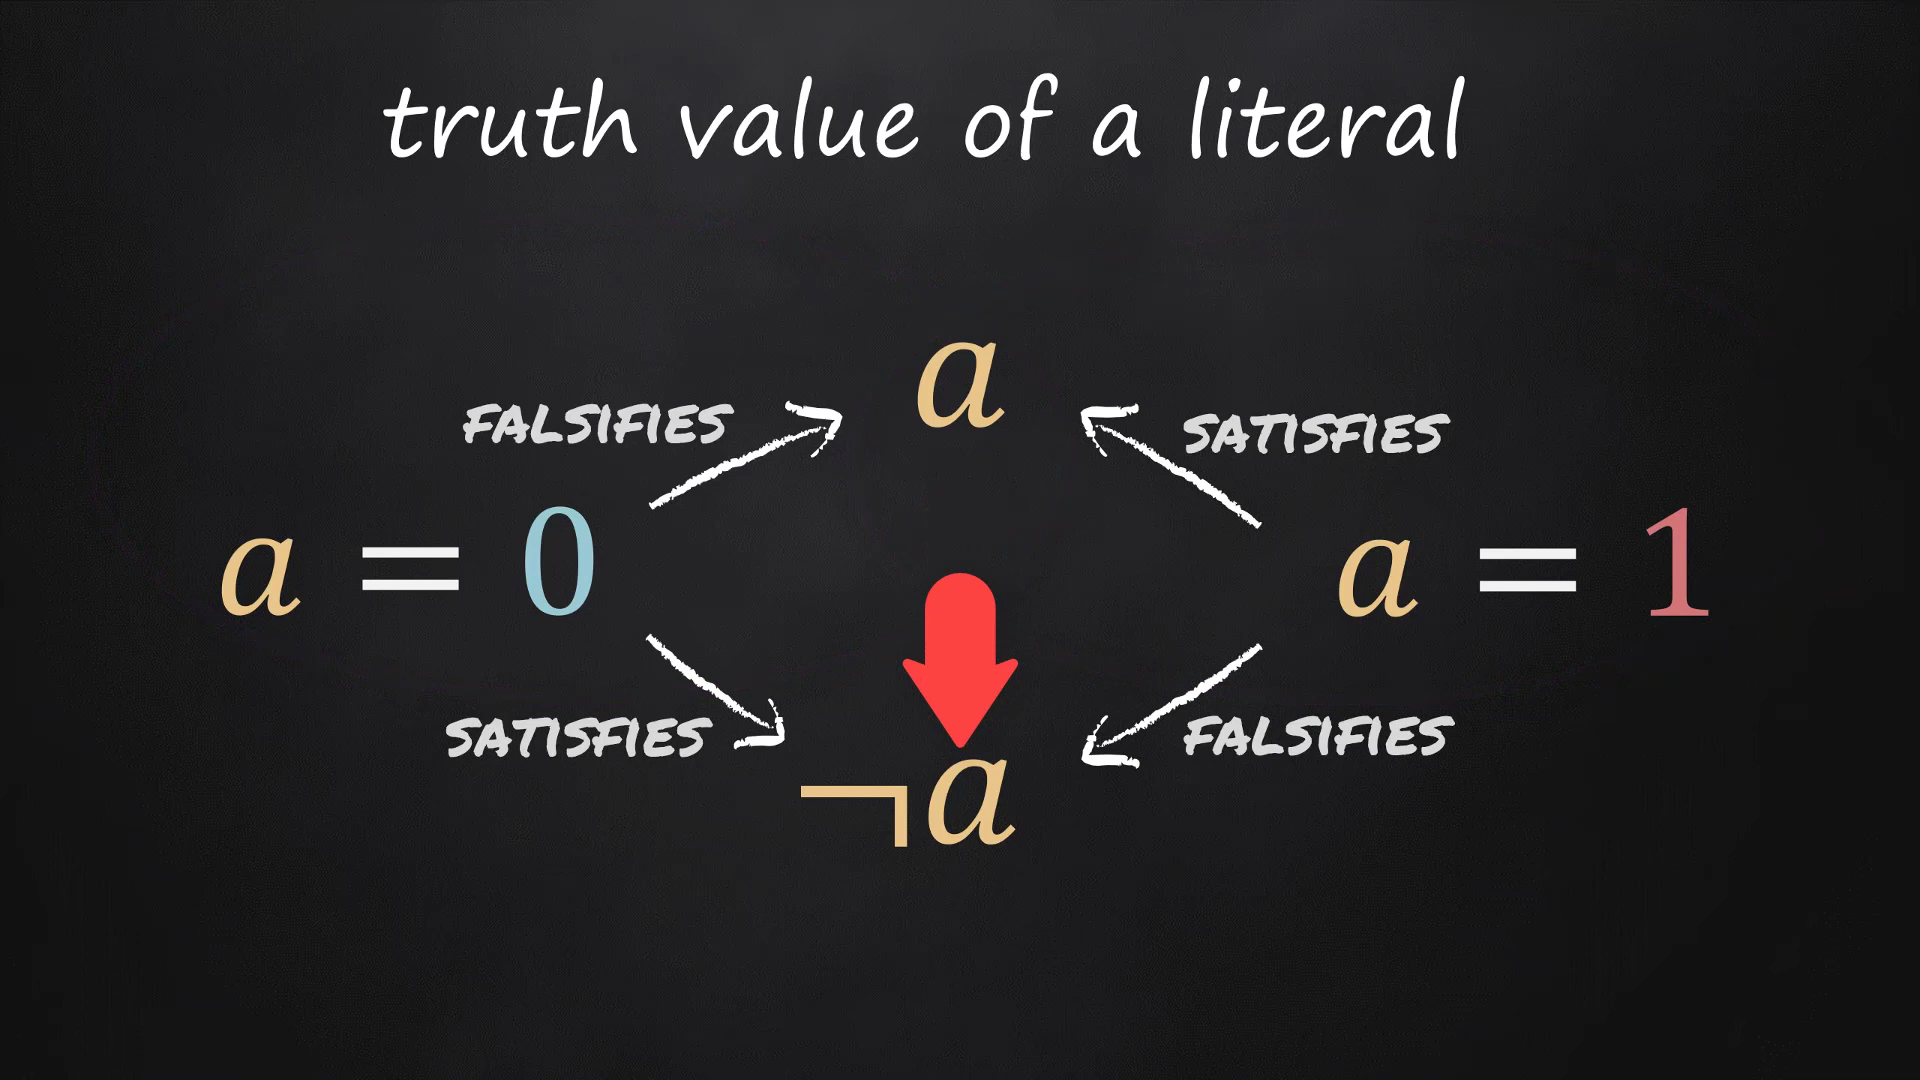 truth value of a literal
a
FALSIFIES
SATISFIES
a = 0
a = 1
SATISFIES
FALSIFIES
¬a